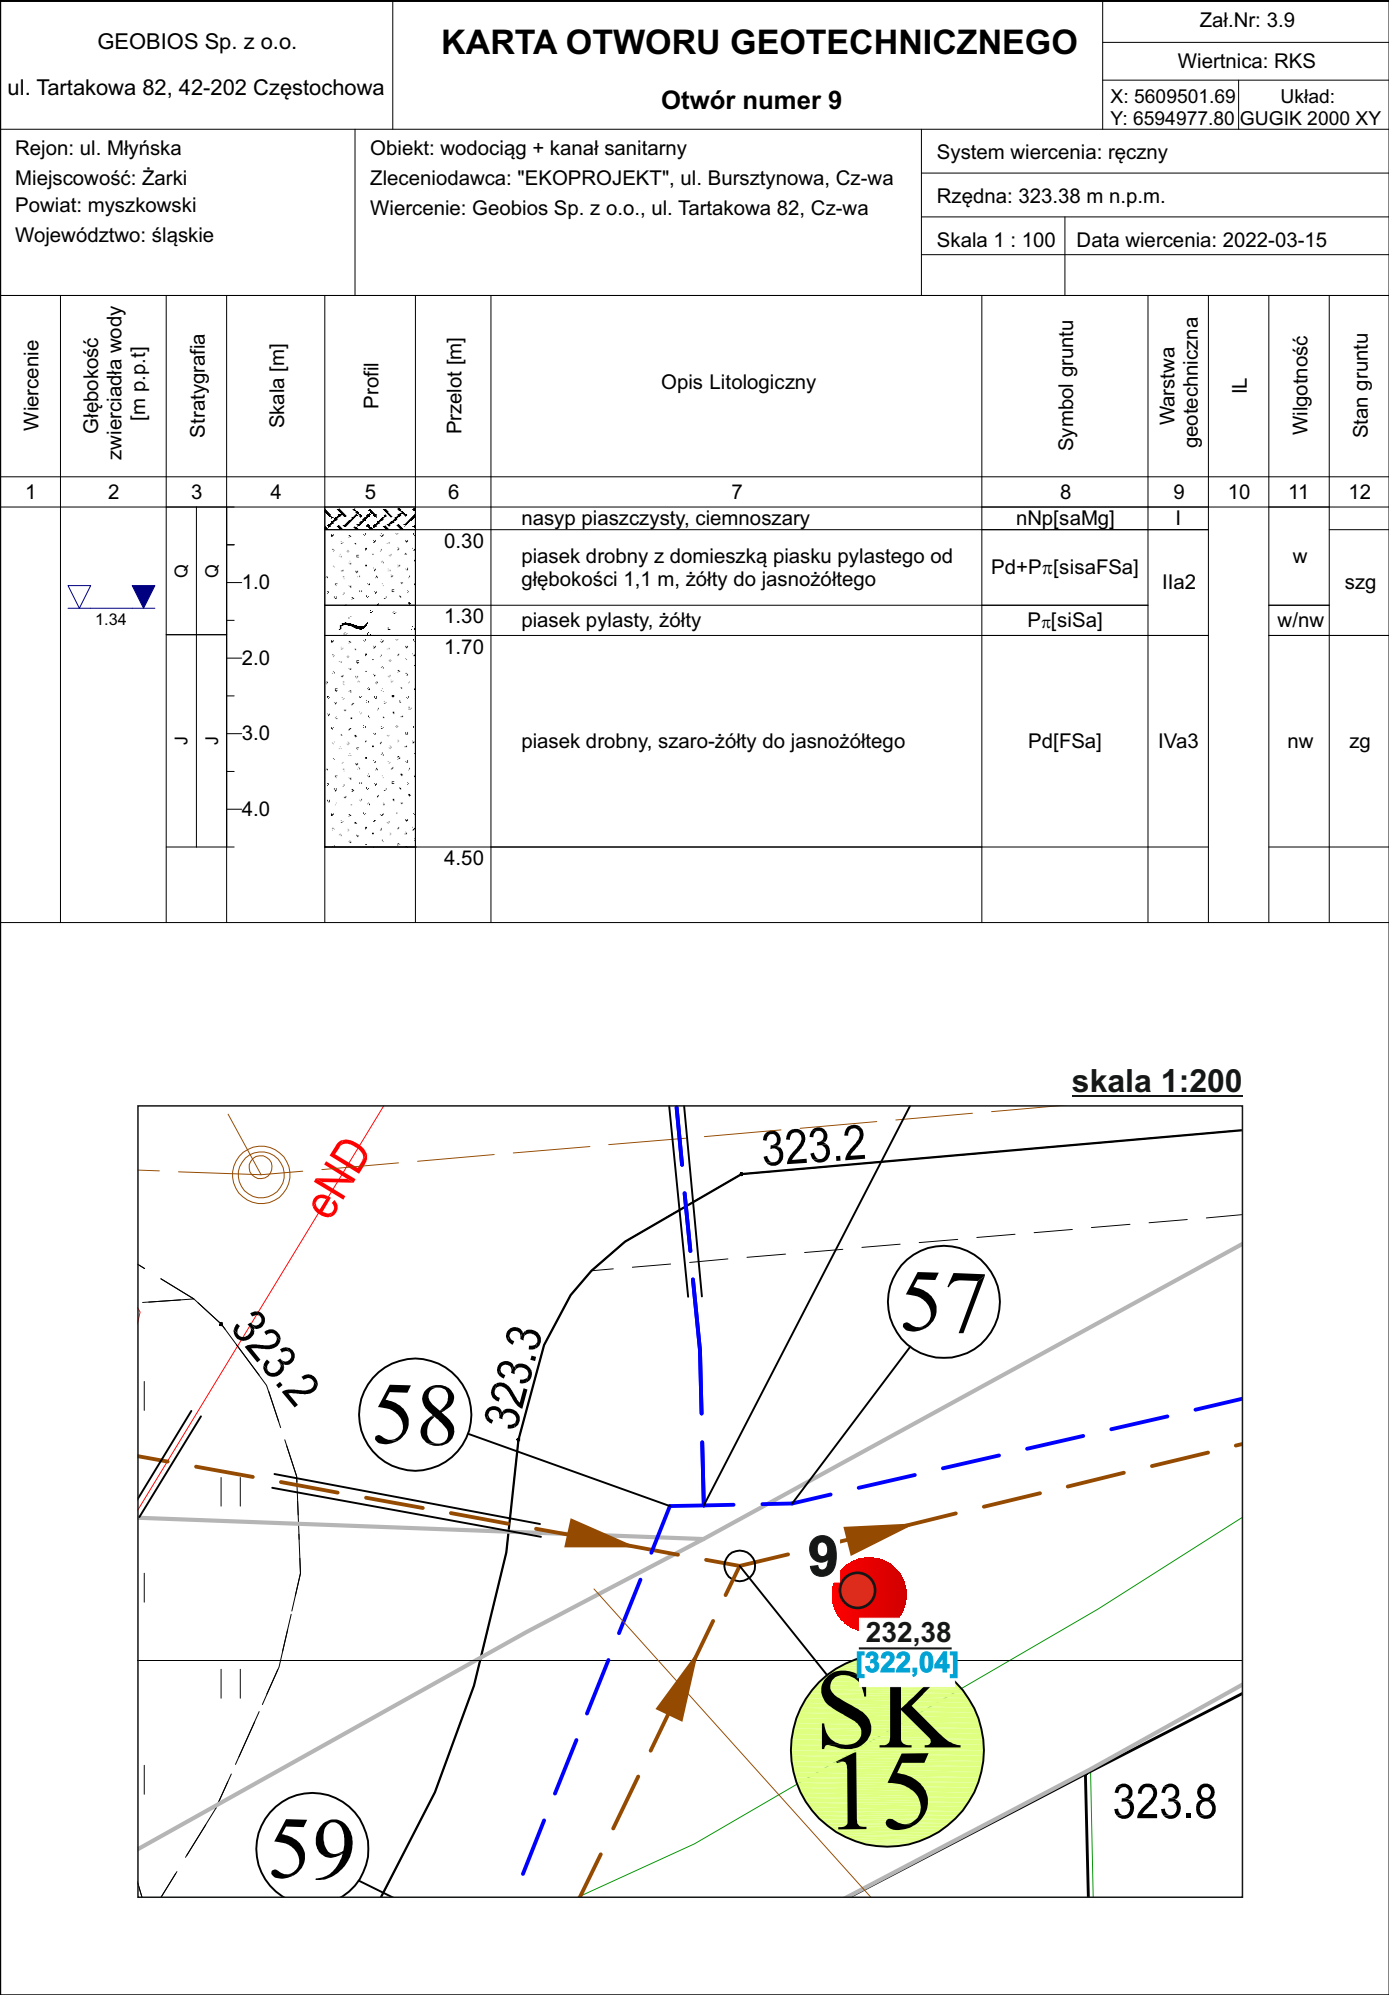 GEOBIOS Sp. z o.o.
ul. Tartakowa 82, 42-202 Częstochowa
KARTA OTWORU GEOTECHNICZNEGO
Otwór numer 9
Zał.Nr: 3.9
Wiertnica: RKS
X: 5609501.69
Y: 6594977.80
Układ:
GUGIK 2000 XY
Rejon: ul. Młyńska
Miejscowość: Żarki
Powiat: myszkowski
Województwo: śląskie
Obiekt: wodociąg + kanał sanitarny
Zleceniodawca: "EKOPROJEKT", ul. Bursztynowa, Cz-wa
Wiercenie: Geobios Sp. z o.o., ul. Tartakowa 82, Cz-wa
System wiercenia: ręczny
Rzędna: 323.38 m n.p.m.
Skala 1 : 100
Data wiercenia: 2022-03-15
Wiercenie
Głębokość
zwierciadła wody
[m p.p.t]
Stratygrafia
Skala [m]
Profil
Przelot [m]
Opis Litologiczny
Symbol gruntu
Warstwa
geotechniczna
IL
Wilgotność
Stan gruntu
1 2 3 4 5 6 7 8 9 10 11 12
nasyp piaszczysty, ciemnoszary
nNp[saMg]
I
0.30
Q Q
1.0
piasek drobny z domieszką piasku pylastego od
głębokości 1,1 m, żółty do jasnożółtego
Pd+Pπ[sisaFSa]
IIa2
w
szg
1.34
1.30
piasek pylasty, żółty
Pπ[siSa]
w/nw
1.70
2.0
J J
3.0
piasek drobny, szaro-żółty do jasnożółtego
Pd[FSa]
IVa3
nw
zg
4.0
4.50
skala 1:200
eND
323.2
57
323.2
323.3
58
9
232,38
[322,04]
SK
15
323.8
59